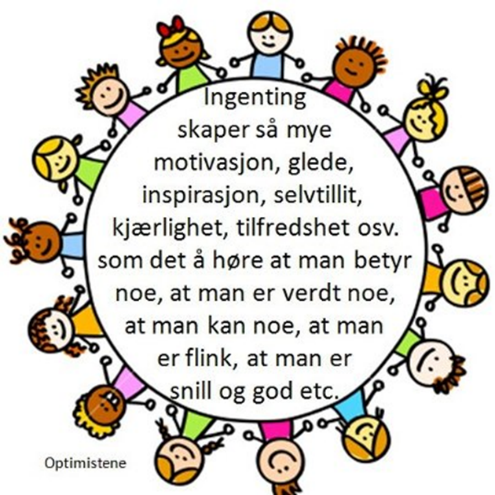 Ingenting
skaper så mye
motivasjon, glede,
inspirasjon, selvtillit,
kjærlighet, tilfredshet osv.
som det å høre at man betyr
noe, at man er verdt noe,
at man kan noe, at man
er flink, at man er
snill og god etc.
Optimistene